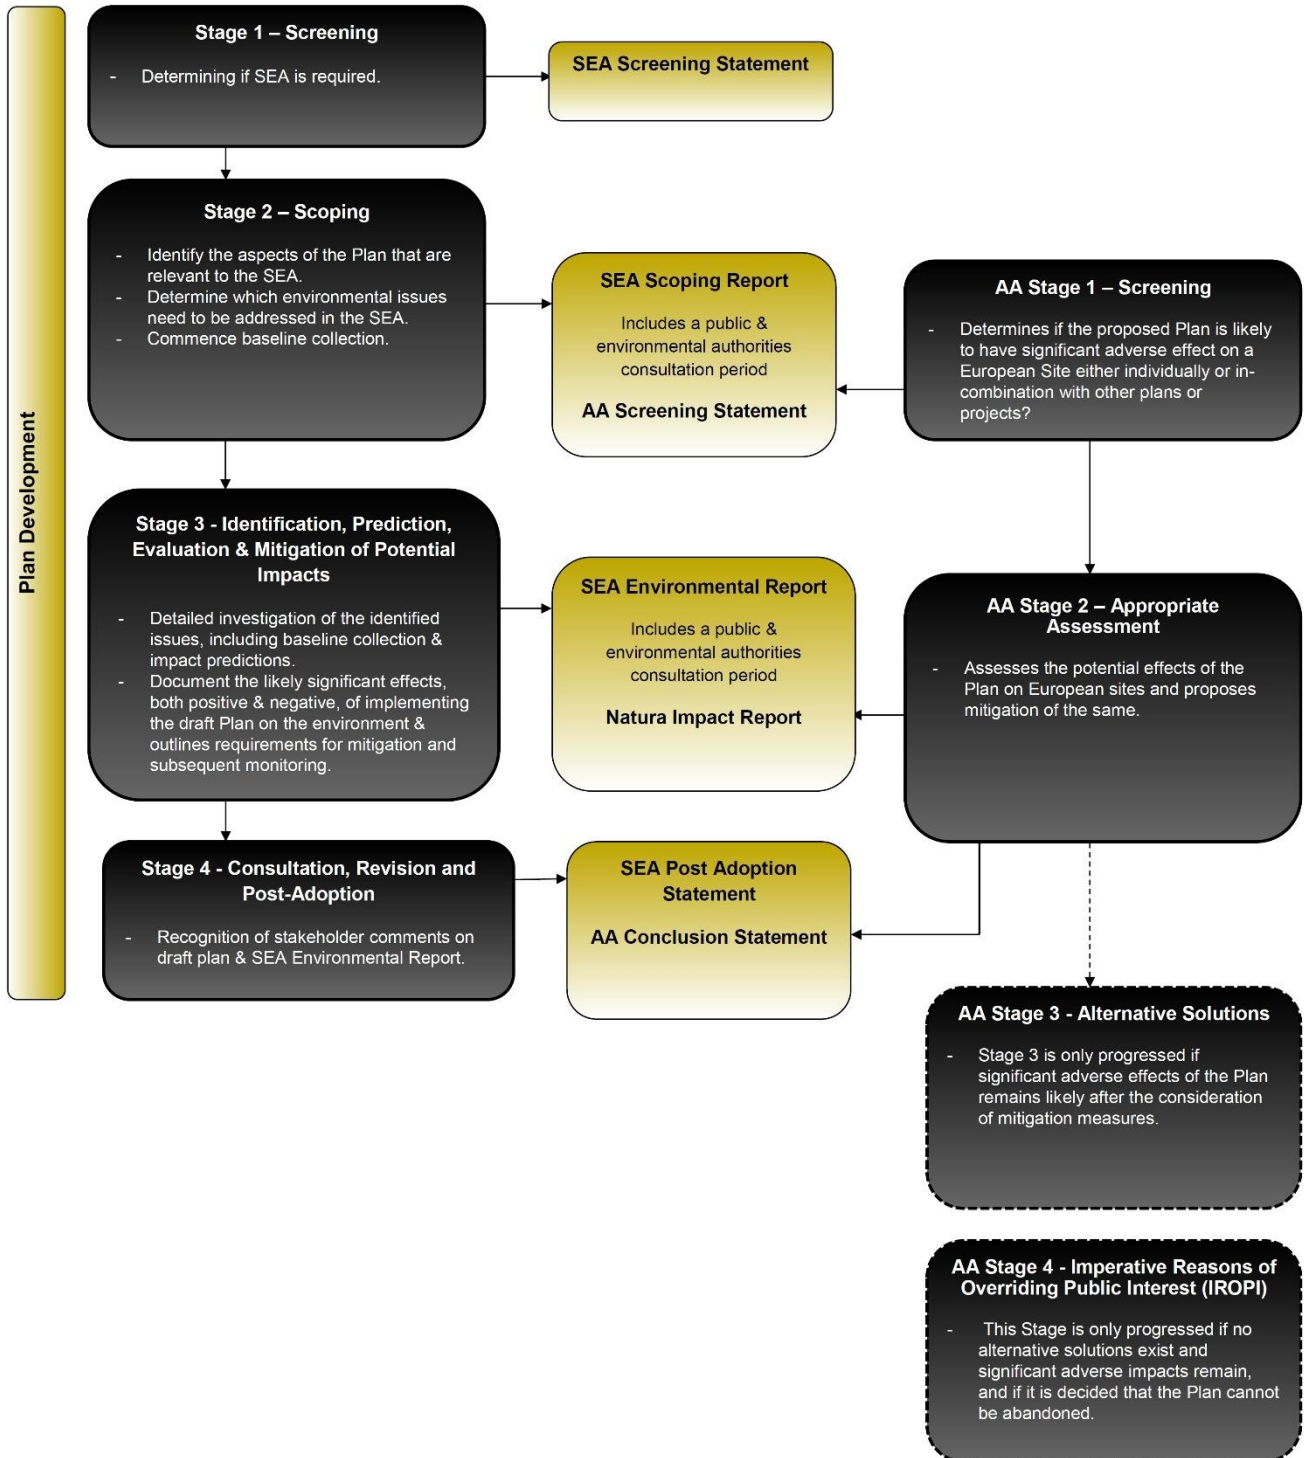 Plan Development
Stage 1 – Screening
- Determining if SEA is required.
SEA Screening Statement
Stage 2 – Scoping
- Identify the aspects of the Plan that are
relevant to the SEA.
- Determine which environmental issues
need to be addressed in the SEA.
- Commence baseline collection.
SEA Scoping Report
Includes a public &
environmental authorities
consultation period
AA Screening Statement
AA Stage 1 – Screening
- Determines if the proposed Plan is likely
to have significant adverse effect on a
European Site either individually or in-
combination with other plans or
projects?
Stage 3 - Identification, Prediction,
Evaluation & Mitigation of Potential
Impacts
- Detailed investigation of the identified
issues, including baseline collection &
impact predictions.
- Document the likely significant effects,
both positive & negative, of implementing
the draft Plan on the environment &
outlines requirements for mitigation and
subsequent monitoring.
SEA Environmental Report
Includes a public &
environmental authorities
consultation period
Natura Impact Report
AA Stage 2 – Appropriate
Assessment
- Assesses the potential effects of the
Plan on European sites and proposes
mitigation of the same.
Stage 4 - Consultation, Revision and
Post-Adoption
- Recognition of stakeholder comments on
draft plan & SEA Environmental Report.
SEA Post Adoption
Statement
AA Conclusion Statement
AA Stage 3 - Alternative Solutions
- Stage 3 is only progressed if
significant adverse effects of the Plan
remains likely after the consideration
of mitigation measures.
AA Stage 4 - Imperative Reasons of
Overriding Public Interest (IROPI)
- This Stage is only progressed if no
alternative solutions exist and
significant adverse impacts remain,
and if it is decided that the Plan cannot
be abandoned.